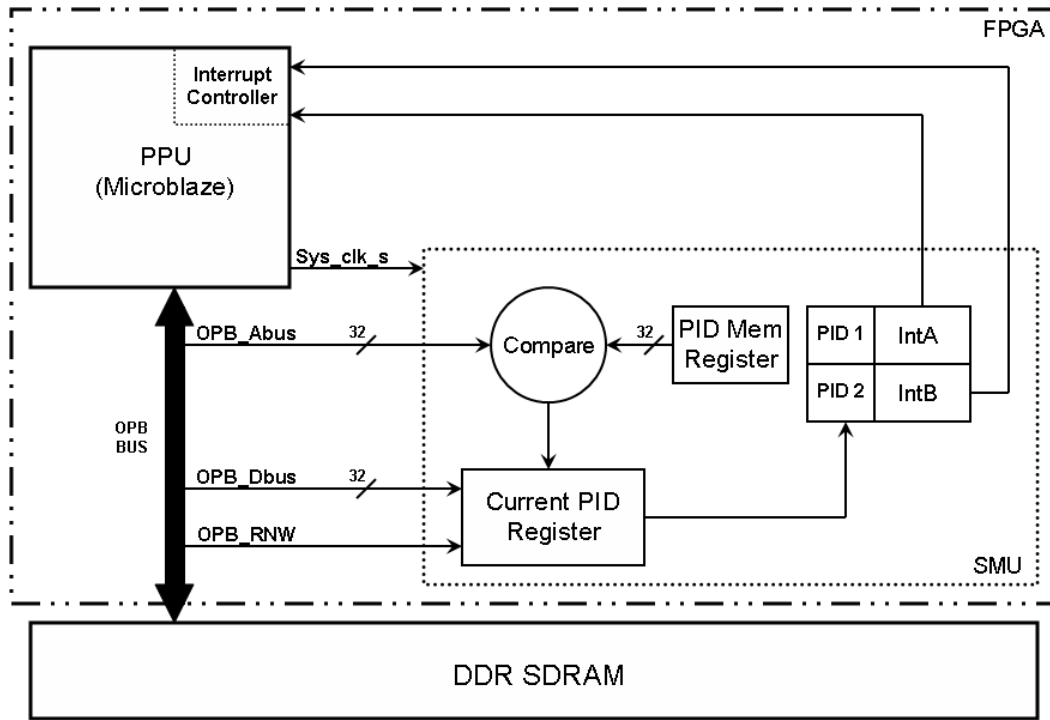 FPGA
Interrupt
Controller
PPU
(Microblaze)
Sys_clk_s
OPB_Abus
32
Compare
32
PID Mem
Register
PID 1
IntA
PID 2
IntB
OPB
BUS
OPB_Dbus
32
Current PID
Register
OPB_RNW
SMU
DDR SDRAM